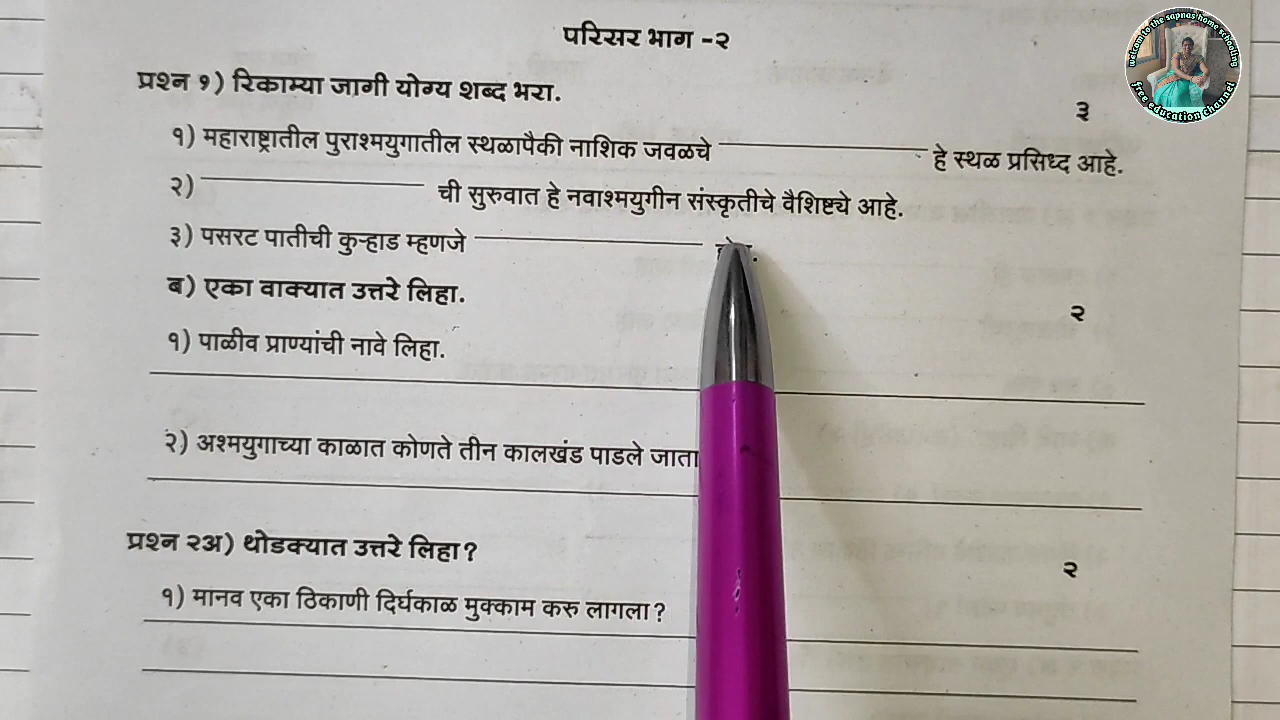 welcom to the sapnas home schooling
free education channel
परिसर भाग -२
प्रश्न १) रिकाम्या जागी योग्य शब्द भरा.
३
१) महाराष्ट्रातील पुराश्मयुगातील स्थळापैकी नाशिक जवळचे ——— हे स्थळ प्रसिध्द आहे.
२) ——— ची सुरुवात हे नवाश्मयुगीन संस्कृतीचे वैशिष्ट्ये आहे.
३) पसरट पातीची कुऱ्हाड म्हणजे ———
ब) एका वाक्यात उत्तरे लिहा.
२
१) पाळीव प्राण्यांची नावे लिहा.
२) अश्मयुगाच्या काळात कोणते तीन कालखंड पाडले जाता
प्रश्न २अ) थोडक्यात उत्तरे लिहा?
२
१) मानव एका ठिकाणी दिर्घकाळ मुक्काम करु लागला?